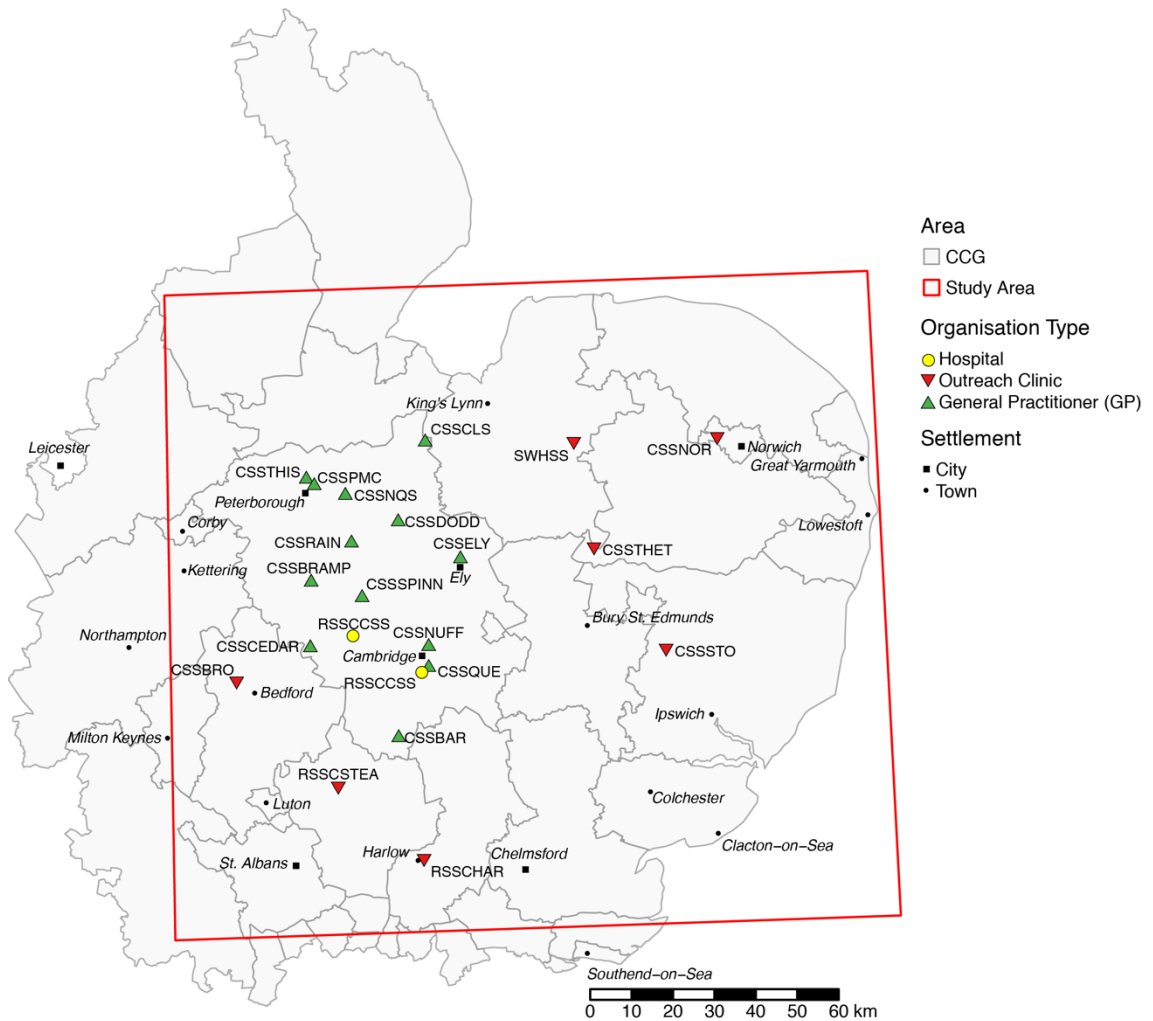 Area
CCG
Study Area
Organisation Type
Hospital
Outreach Clinic
General Practitioner (GP)
Settlement
City
Town
King's Lynn
CSSCLS
Leicester
SWHSS
CSSNOR
Norwich
Great Yarmouth
CSSTHIS
CSSPMC
Peterborough
CSSNQS
Corby
CSSDODD
Lowestoft
CSSRAIN
CSSELY
CSSTHET
Kettering
CSSBRAMP
Ely
CSSSPINN
Bury St. Edmunds
RSSCCSS
Northampton
CSSNUFF
CSSCEDAR
Cambridge
CSSSTO
CSSBRO
CSSQUE
RSSCCSS
Bedford
Ipswich
Milton Keynes
CSSBAR
RSSCSTEA
Luton
Colchester
Clacton−on−Sea
Harlow
Chelmsford
St. Albans
RSSCHAR
Southend−on−Sea
0 10 20 30 40 50 60 km